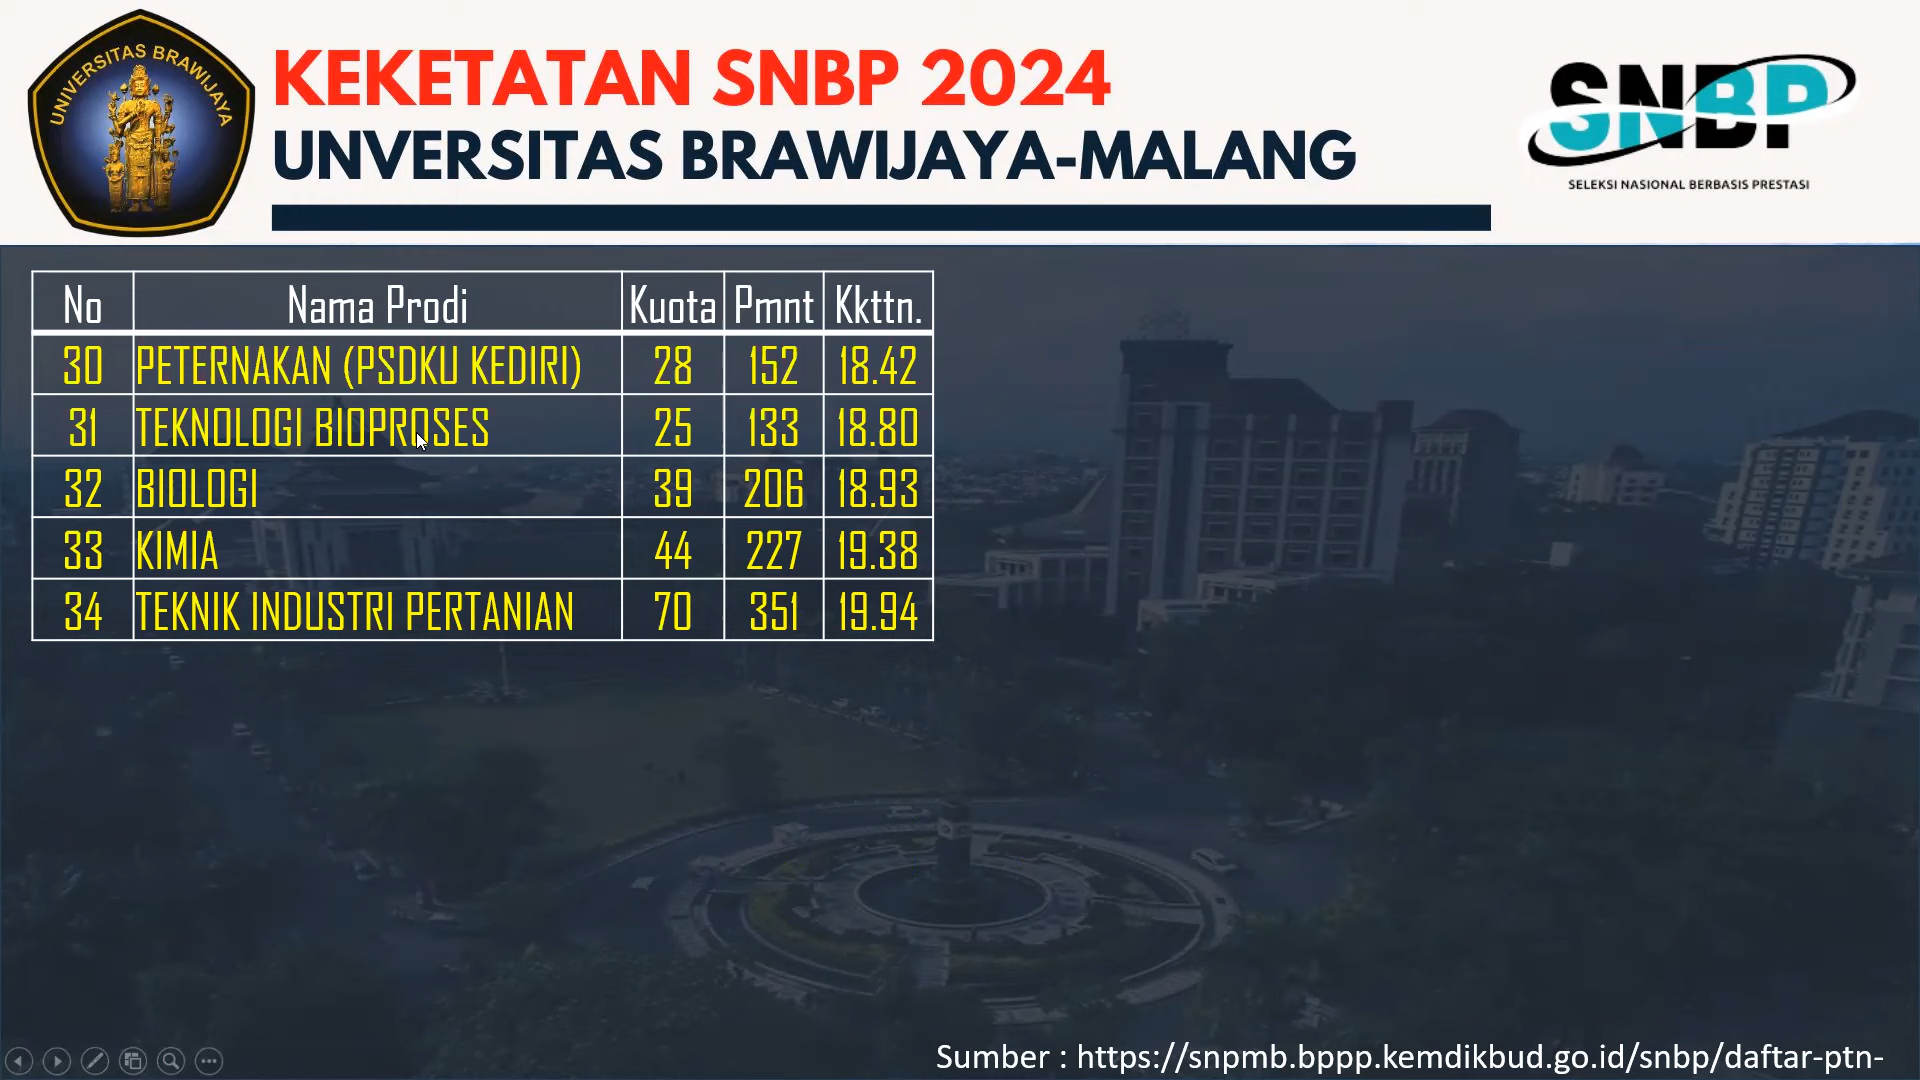 UNIVERSITAS BRAWIJAYA
KEKETATAN SNBP 2024
UNVERSITAS BRAWIJAYA-MALANG
SNBP
SELEKSI NASIONAL BERBASIS PRESTASI
No Nama Prodi Kuota Pmnt Kkttn.
30 PETERNAKAN (PSDKU KEDIRI) 28 152 18.42
31 TEKNOLOGI BIOPROSES 25 133 18.80
32 BIOLOGI 39 206 18.93
33 KIMIA 44 227 19.38
34 TEKNIK INDUSTRI PERTANIAN 70 351 19.94
Sumber : https://snpmb.bppp.kemdikbud.go.id/snbp/daftar-ptn-